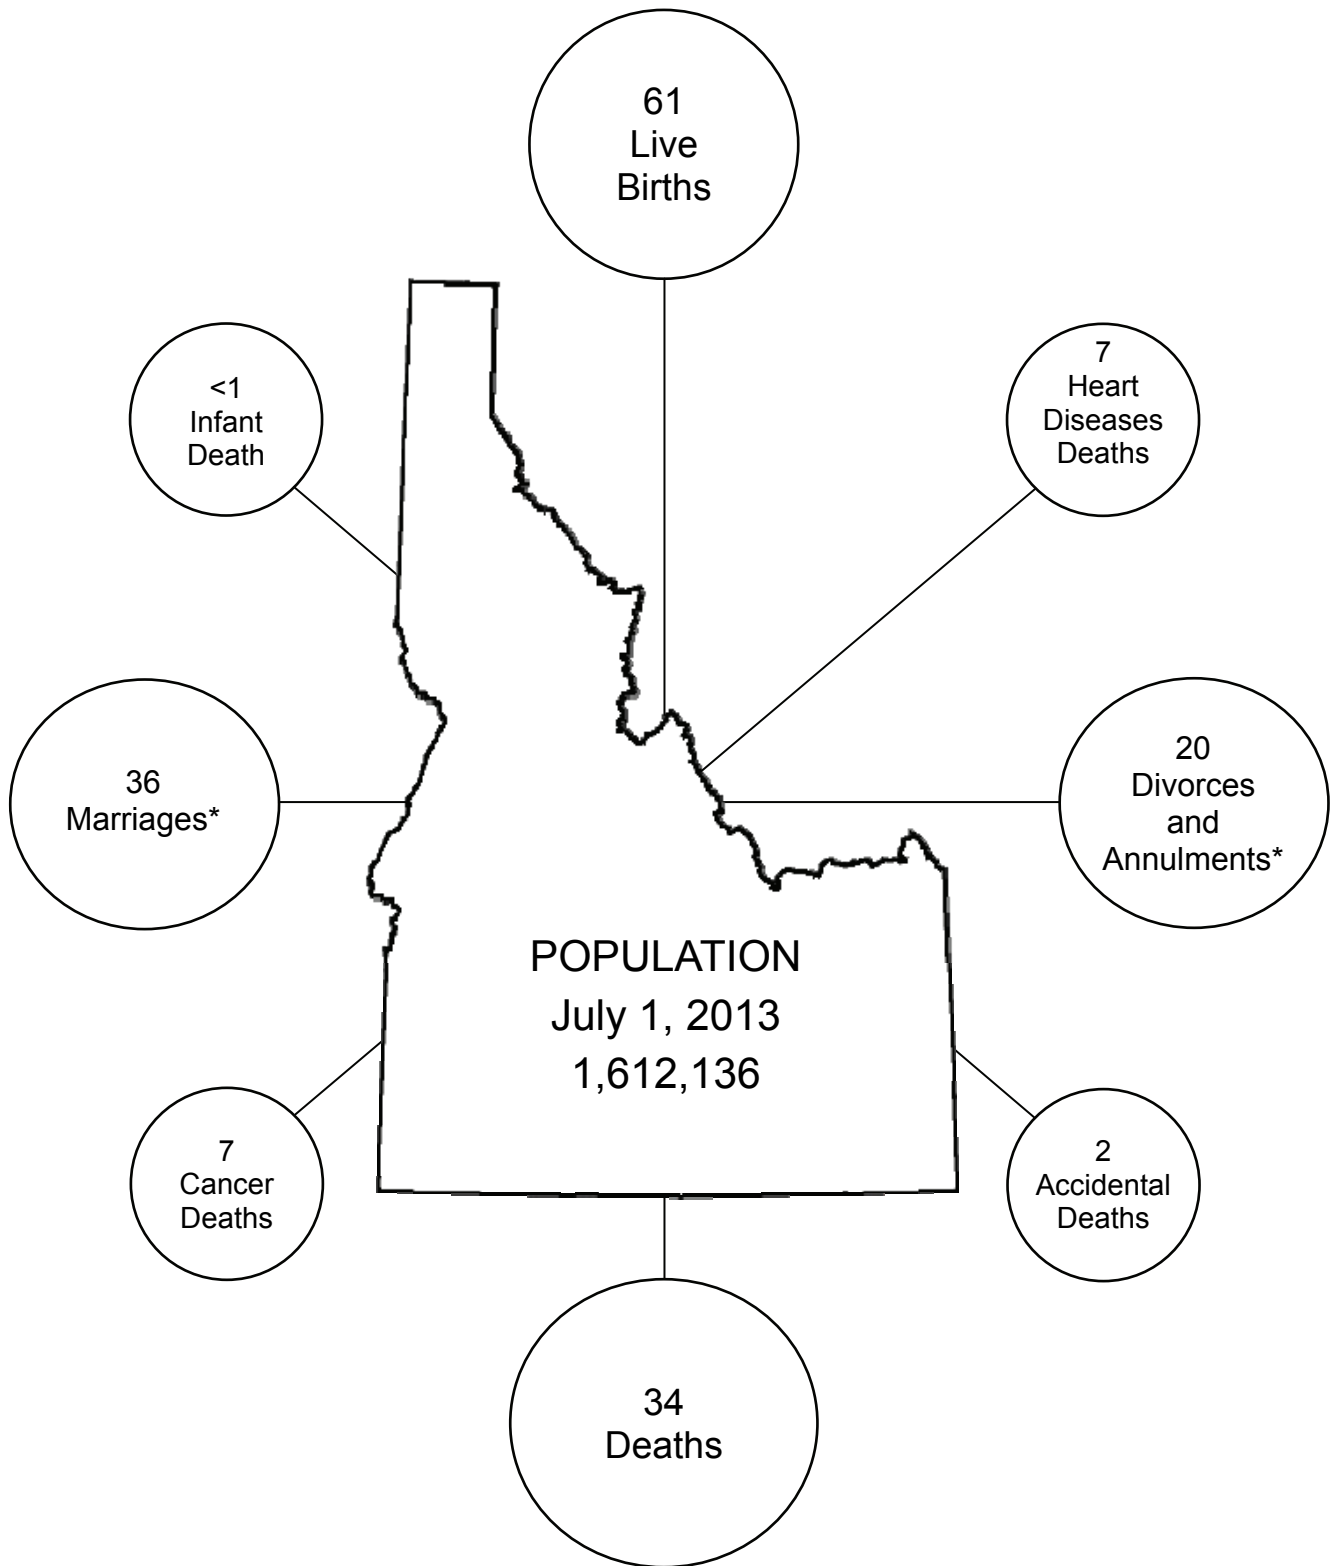 61
Live
Births
<1
Infant
Death
7
Heart
Diseases
Deaths
36
Marriages*
20
Divorces
and
Annulments*
POPULATION
July 1, 2013
1,612,136
7
Cancer
Deaths
2
Accidental
Deaths
34
Deaths